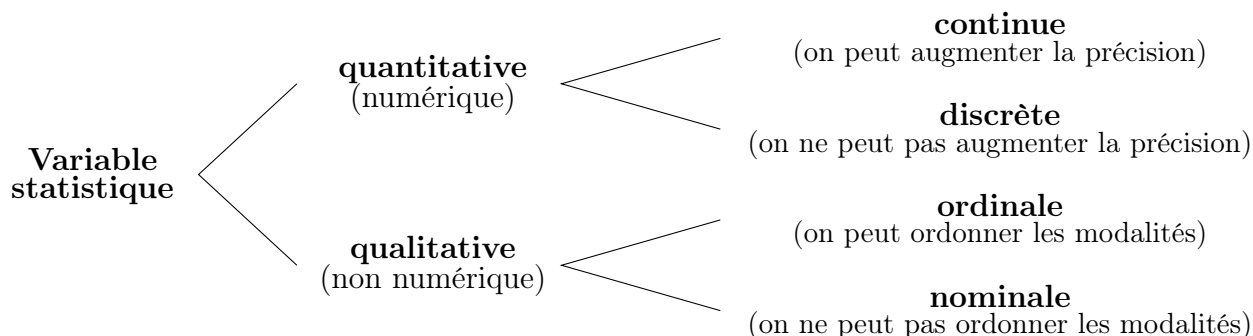 Variable
statistique
quantitative
(numérique)
continue
(on peut augmenter la précision)
discrète
(on ne peut pas augmenter la précision)
qualitative
(non numérique)
ordinale
(on peut ordonner les modalités)
nominale
(on ne peut pas ordonner les modalités)